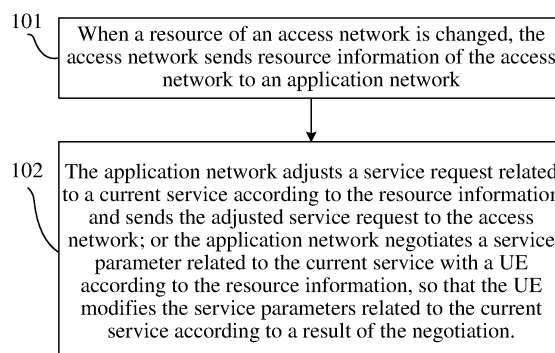 101
When a resource of an access network is changed, the
access network sends resource information of the access
network to an application network
102
The application network adjusts a service request related
to a current service according to the resource information
and sends the adjusted service request to the access
network; or the application network negotiates a service
parameter related to the current service with a UE
according to the resource information, so that the UE
modifies the service parameters related to the current
service according to a result of the negotiation.